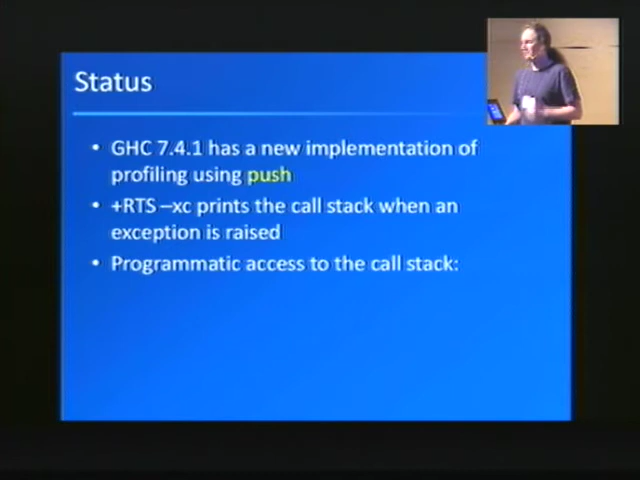 Status
• GHC 7.4.1 has a new implementation of
profiling using push
• +RTS –xc prints the call stack when an
exception is raised
• Programmatic access to the call stack: